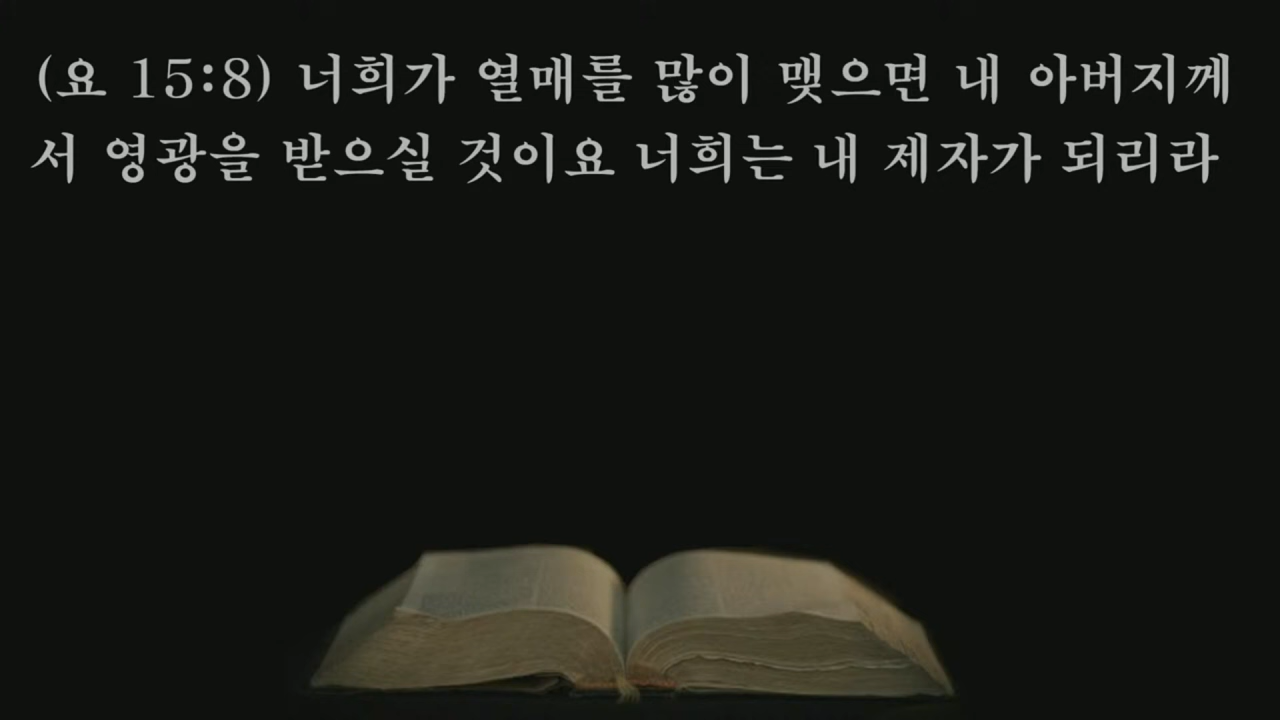 (요 15:8) 너희가 열매를 많이 맺으면 내 아버지께
서 영광을 받으실 것이요 너희는 내 제자가 되리라